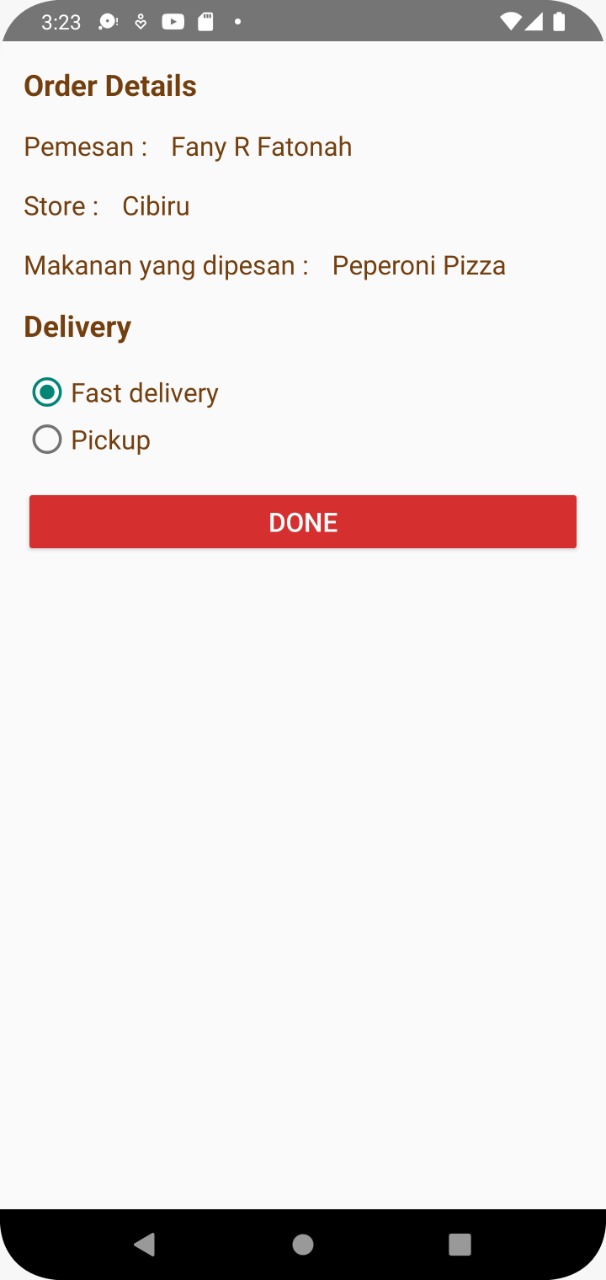 3:23
Order Details
Pemesan : Fany R Fatonah
Store : Cibiru
Makanan yang dipesan : Peperoni Pizza
Delivery
Fast delivery
Pickup
DONE